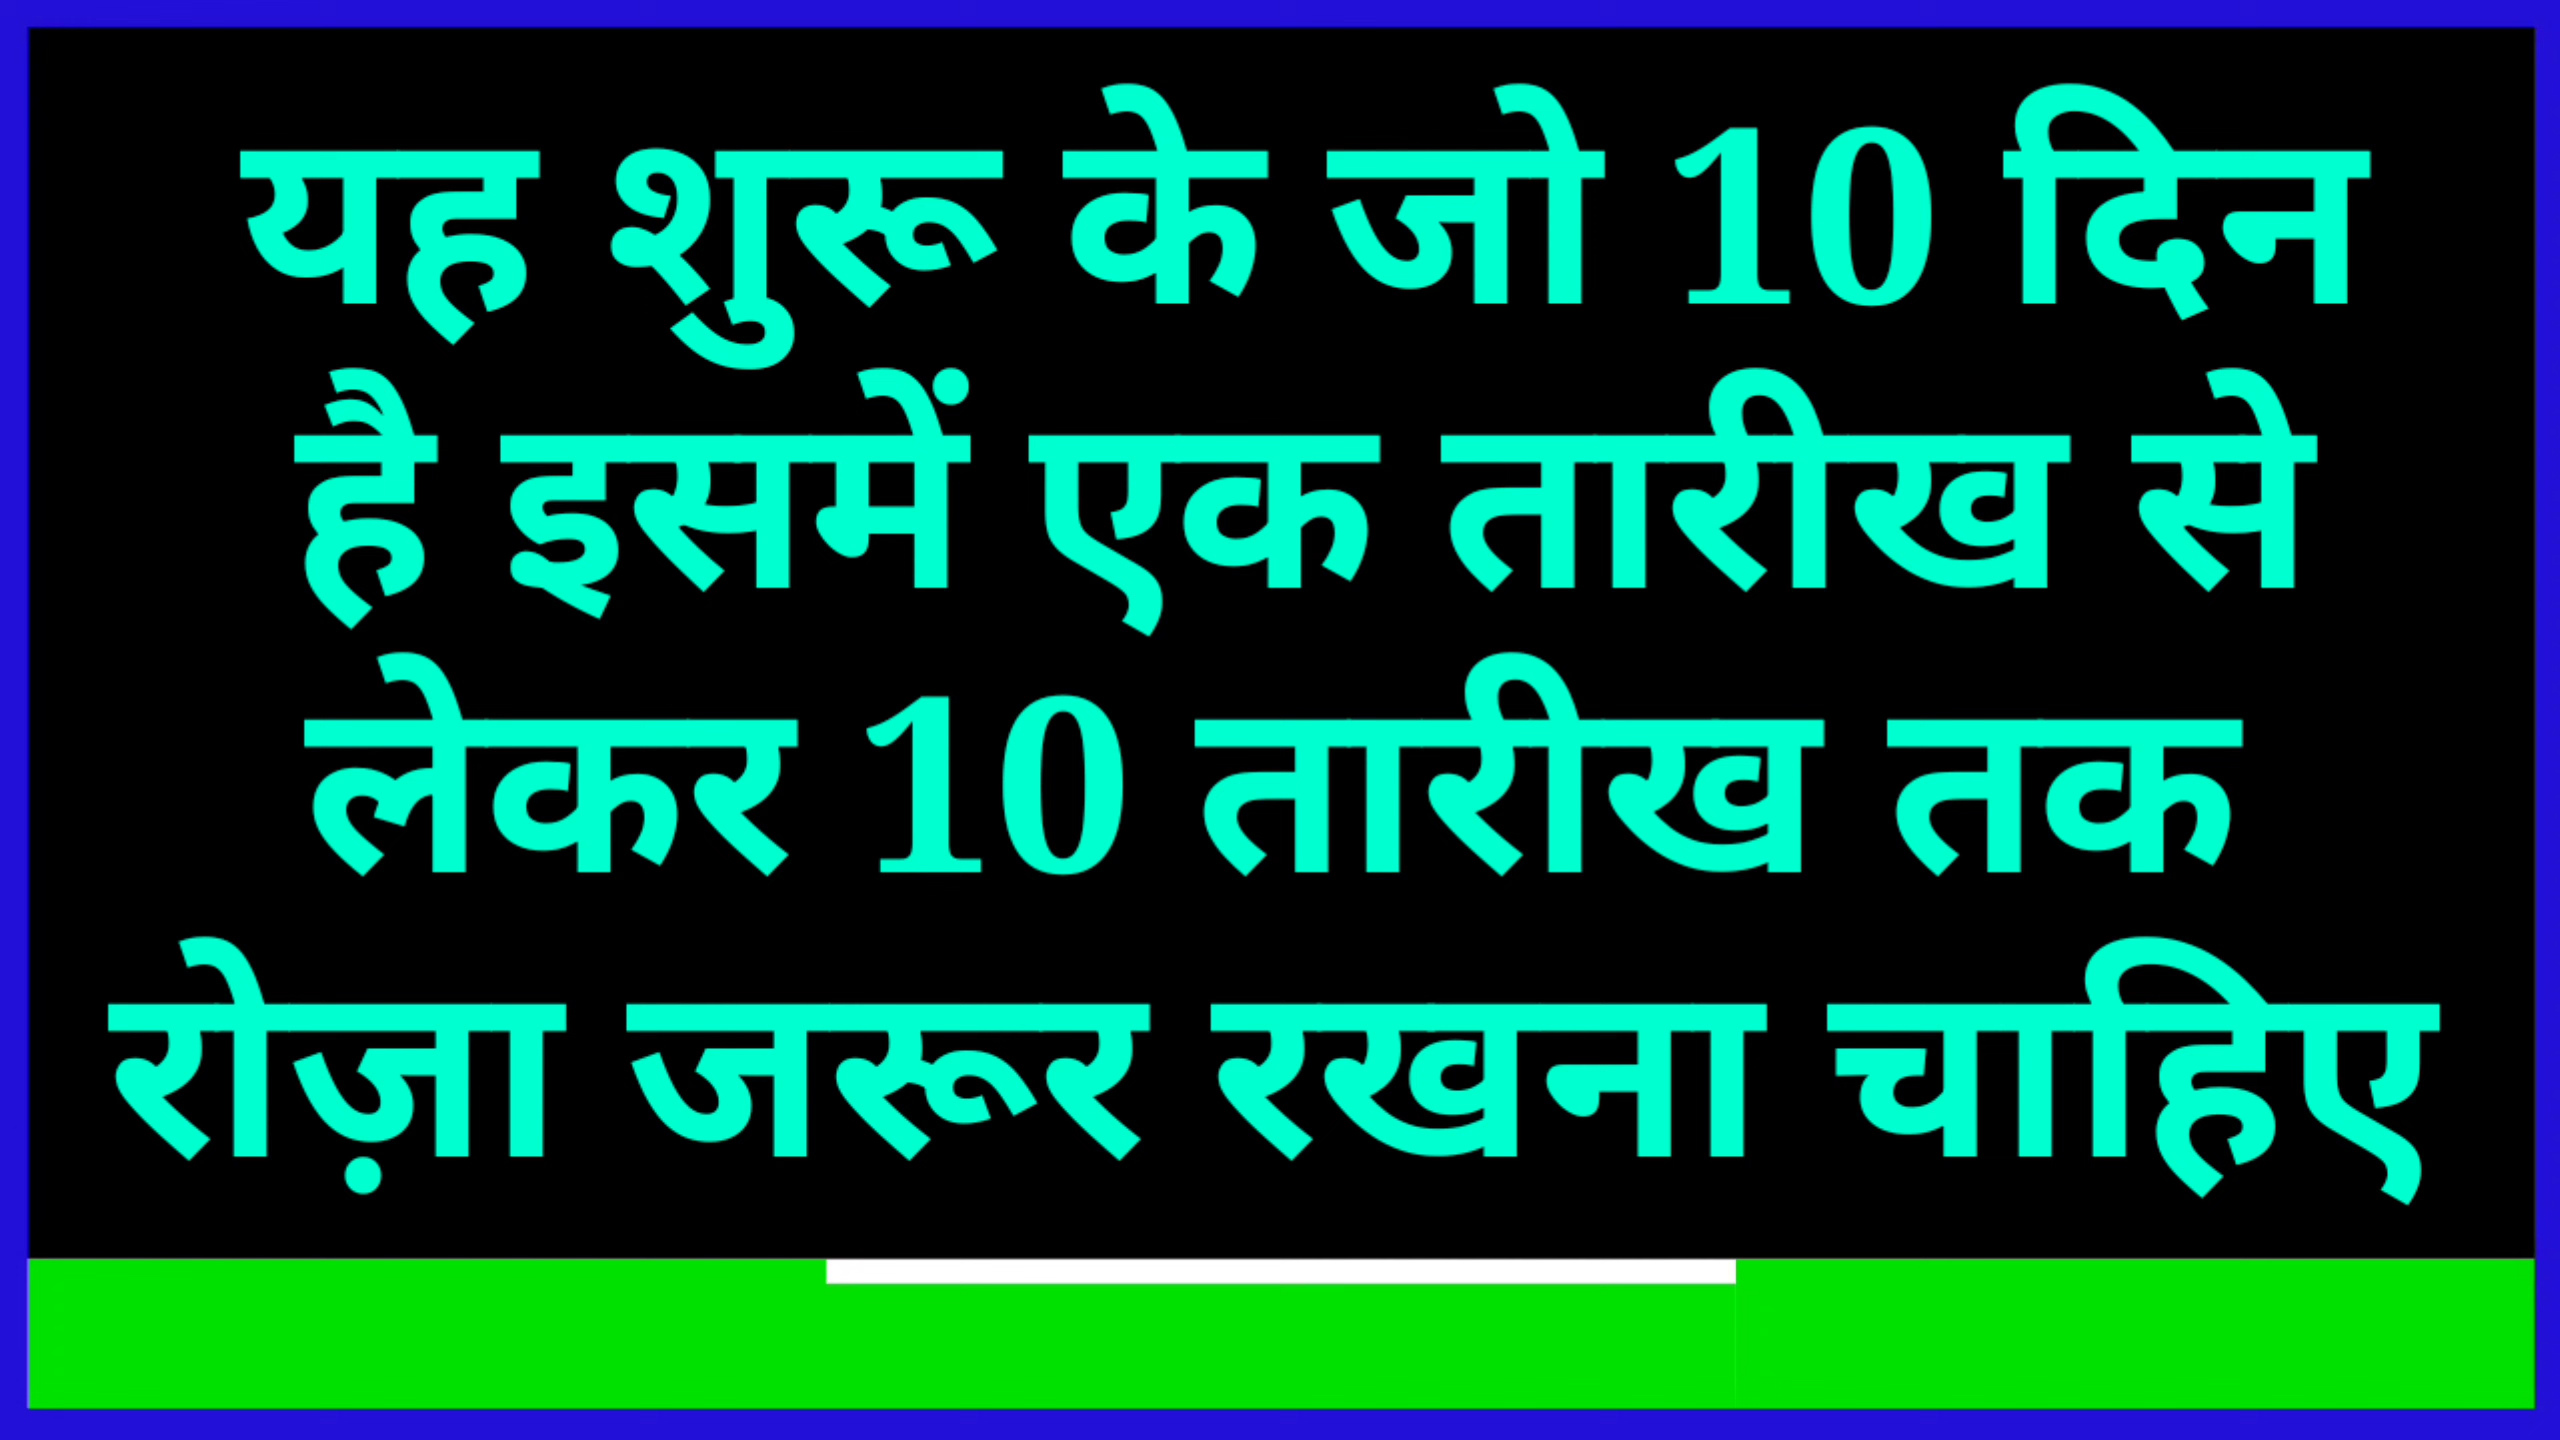 यह शुरू के जो 10 दिन
है इसमें एक तारीख से
लेकर 10 तारीख तक
रोज़ा जरूर रखना चाहिए